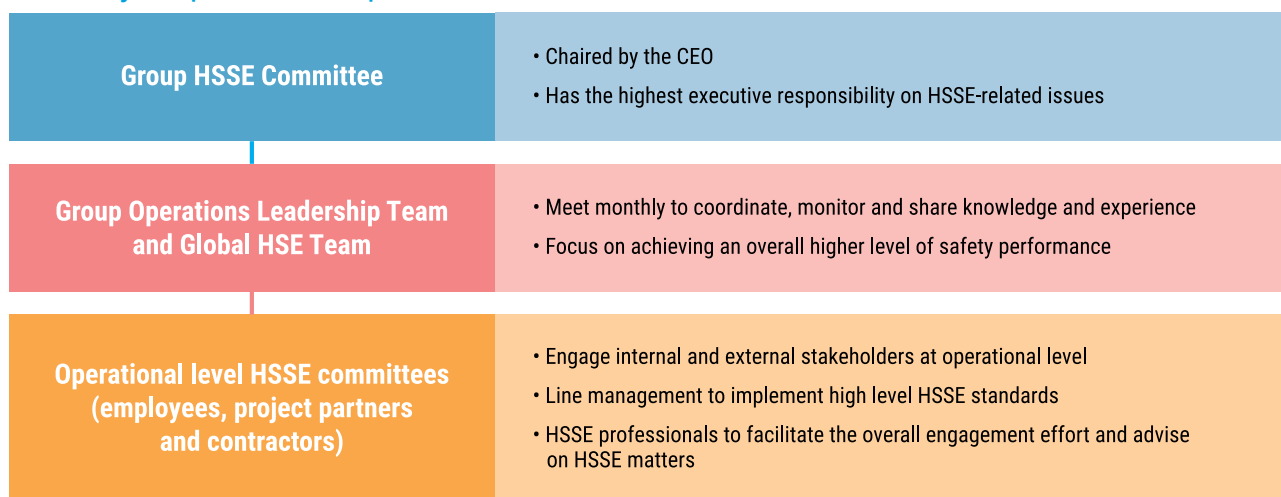 Group HSSE Committee
• Chaired by the CEO
• Has the highest executive responsibility on HSSE-related issues
Group Operations Leadership Team
and Global HSE Team
• Meet monthly to coordinate, monitor and share knowledge and experience
• Focus on achieving an overall higher level of safety performance
Operational level HSSE committees
(employees, project partners
and contractors)
• Engage internal and external stakeholders at operational level
• Line management to implement high level HSSE standards
• HSSE professionals to facilitate the overall engagement effort and advise
on HSSE matters